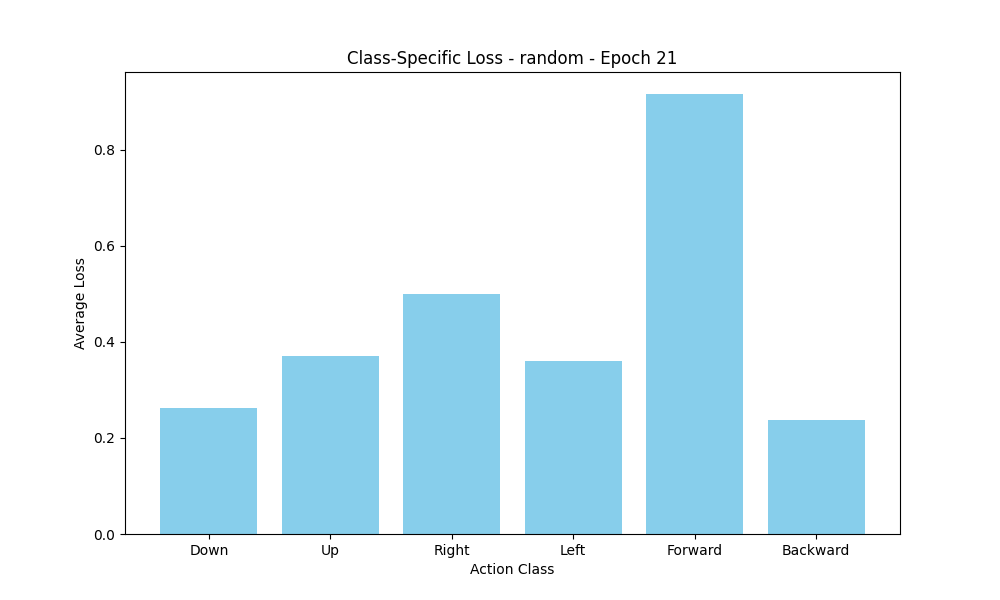 Class-Specific Loss - random - Epoch 21
Average Loss
0.8
0.6
0.4
0.2
0.0
Down Up Right Left Forward Backward
Action Class